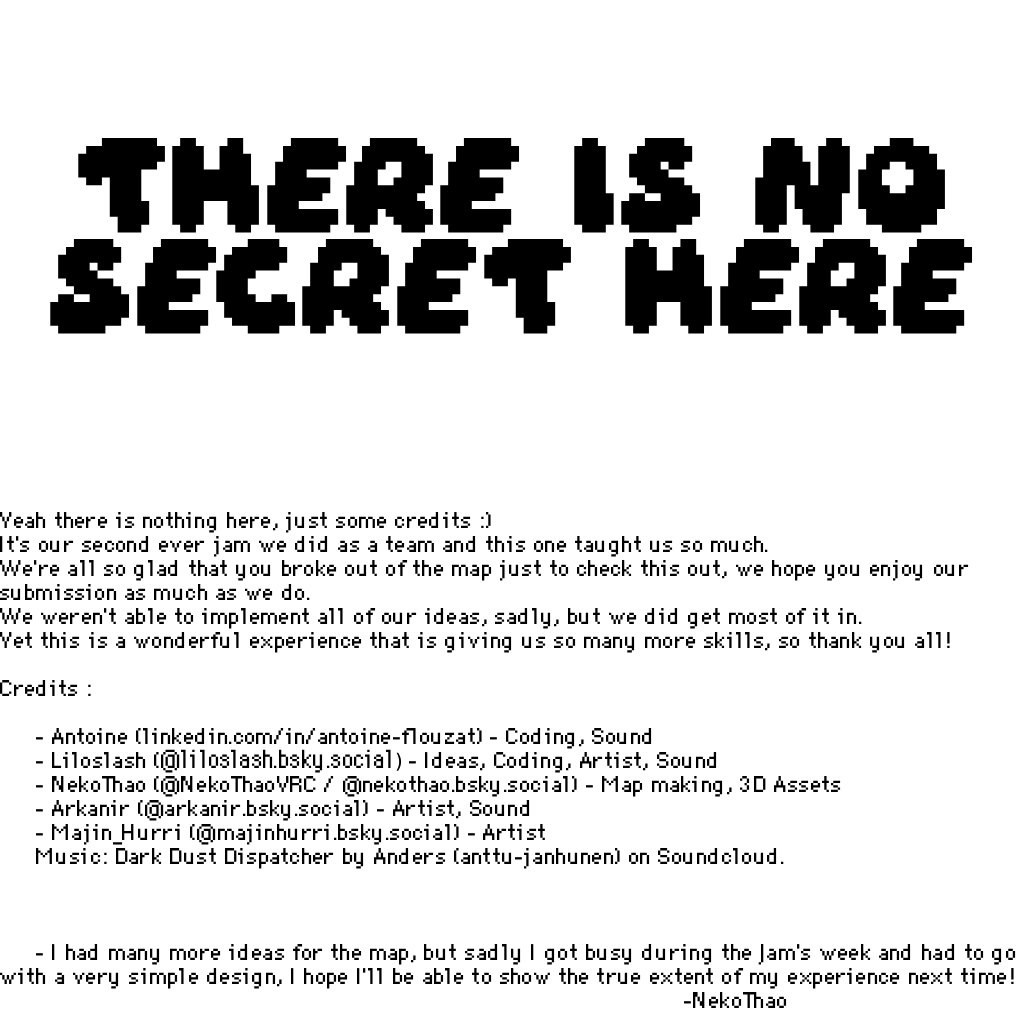 THERE IS NO
SECRET HERE
Yeah there is nothing here, just some credits :)
It's our second ever jam we did as a team and this one taught us so much.
We're all so glad that you broke out of the map just to check this out, we hope you enjoy our
submission as much as we do.
We weren't able to implement all of our ideas, sadly, but we did get most of it in.
Yet this is a wonderful experience that is giving us so many more skills, so thank you all!
Credits :
- Antoine (linkedin.com/in/antoine-flouzat) - Coding, Sound
- Liloslash (@liloslash.bsky.social) - Ideas, Coding, Artist, Sound
- NekoThao (@NekoThaoVRC / @nekothao.bsky.social) - Map making, 3D Assets
- Arkanir (@arkanir.bsky.social) - Artist, Sound
- Majin_Hurri (@majinhurri.bsky.social) - Artist
Music: Dark Dust Dispatcher by Anders (anttu-janhunen) on Soundcloud.
- I had many more ideas for the map, but sadly I got busy during the Jam's week and had to go
with a very simple design, I hope I'll be able to show the true extent of my experience next time!
-NekoThao